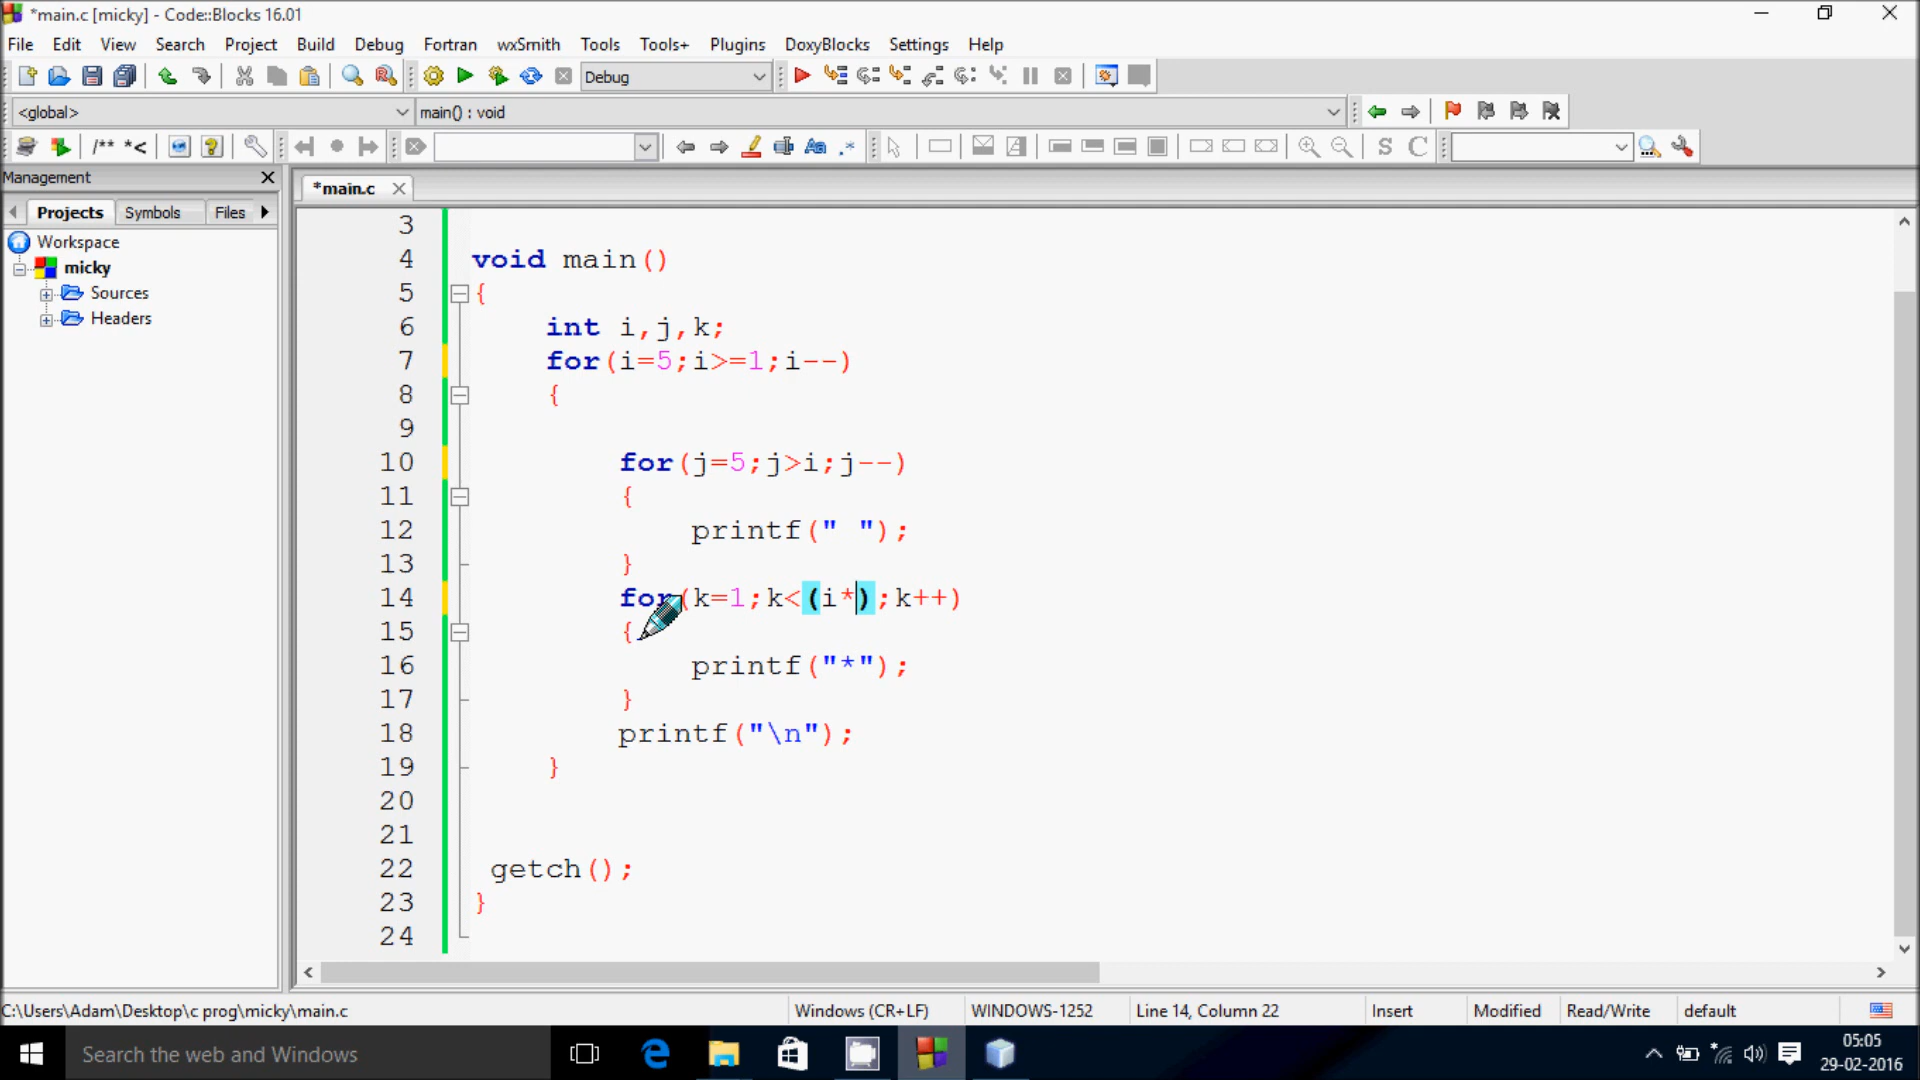 *main.c [micky] - Code::Blocks 16.01
File Edit View Search Project Build Debug Fortran wxSmith Tools Tools+ Plugins DoxyBlocks Settings Help
Debug
<global> main() : void
/** *<
S C
Management
*main.c
Projects Symbols Files
Workspace
micky
Sources
Headers
3
4 void main()
5 {
6 int i,j,k;
7 for(i=5;i>=1;i--)
8 {
9
10 for(j=5;j>i;j--)
11 {
12 printf(" ");
13 }
14 for(k=1;k<(i*);k++)
15 {
16 printf("*");
17 }
18 printf("\n");
19 }
20
21
22 getch();
23 }
24
C:\Users\Adam\Desktop\c prog\micky\main.c Windows (CR+LF) WINDOWS-1252 Line 14, Column 22 Insert Modified Read/Write default
Search the web and Windows
05:05
29-02-2016